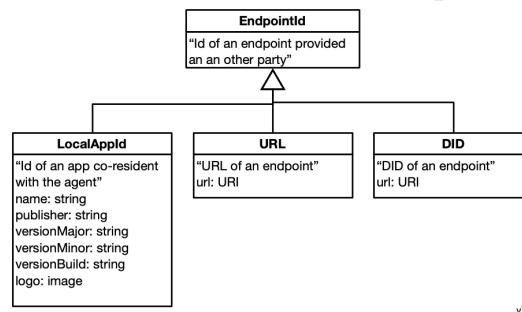 EndpointId
“Id of an endpoint provided
an an other party”
LocalAppId
“Id of an app co-resident
with the agent”
name: string
publisher: string
versionMajor: string
versionMinor: string
versionBuild: string
logo: image
URL
“URL of an endpoint”
url: URI
DID
“DID of an endpoint”
url: URI